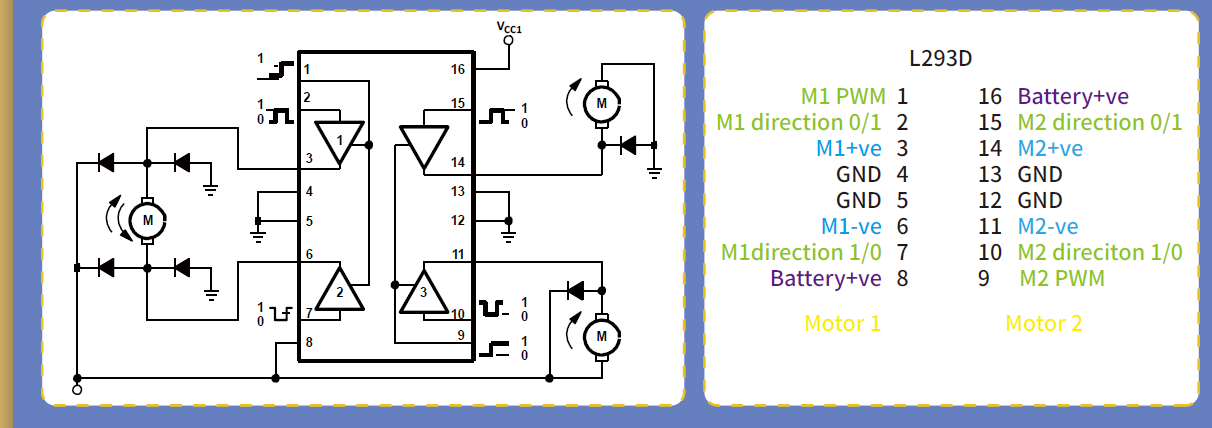 VCC1
1
1
16
1
0
2
15
1
0
M
1
3
14
4
13
M
5
12
6
11
1
0
7
2
3
10
1
0
9
1
0
8
M
L293D
M1 PWM 1 16 Battery+ve
M1 direction 0/1 2 15 M2 direction 0/1
M1+ve 3 14 M2+ve
GND 4 13 GND
GND 5 12 GND
M1-ve 6 11 M2-ve
M1direction 1/0 7 10 M2 direciton 1/0
Battery+ve 8 9 M2 PWM
Motor 1 Motor 2